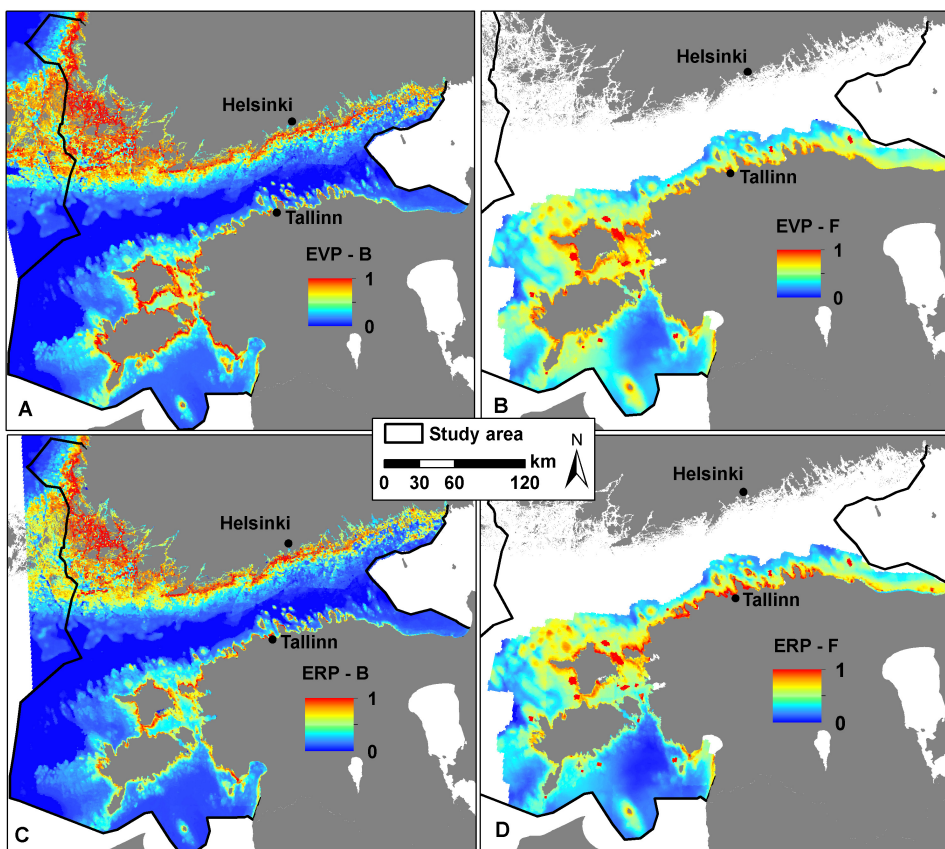 Helsinki
Tallinn
EVP - B
1
0
A
Helsinki
Tallinn
EVP - F
1
0
B
Study area
N
km
0 30 60 120
Helsinki
Tallinn
ERP - B
1
0
C
Helsinki
Tallinn
ERP - F
1
0
D